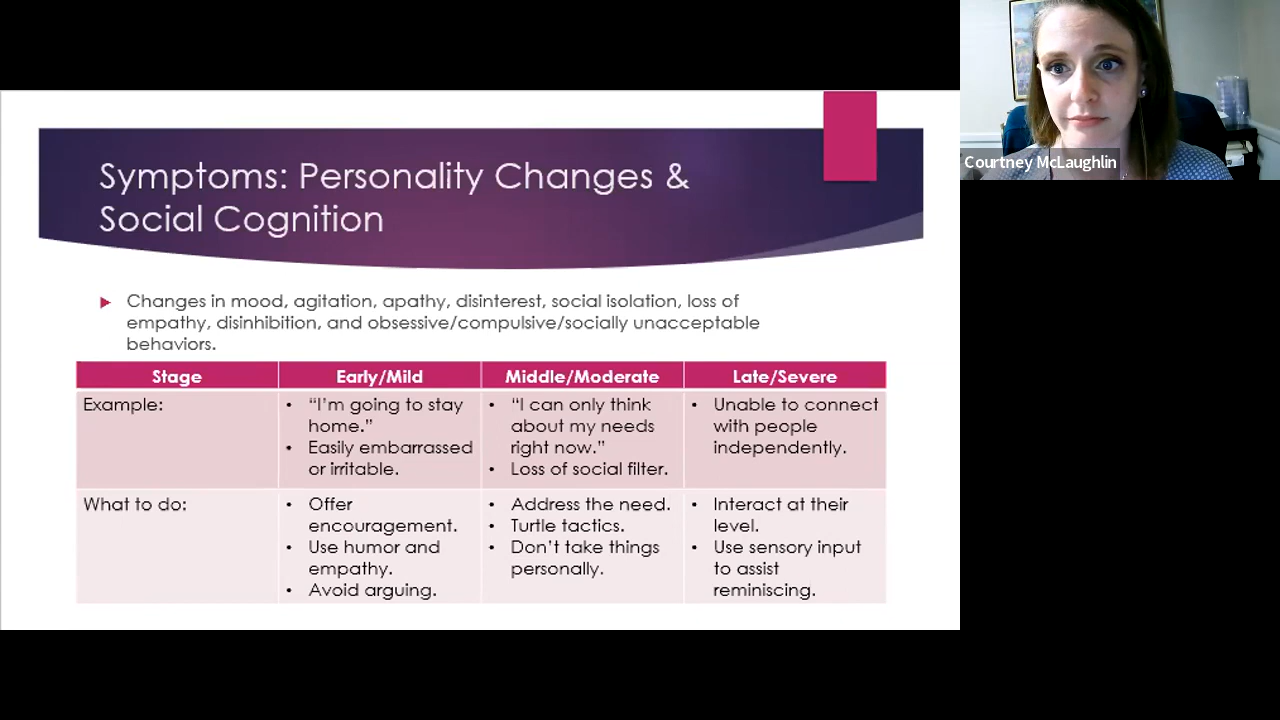 Symptoms: Personality Changes &
Social Cognition
Changes in mood, agitation, apathy, disinterest, social isolation, loss of
empathy, disinhibition, and obsessive/compulsive/socially unacceptable
behaviors.
Stage
Early/Mild
Middle/Moderate
Late/Severe
Example:
• “I’m going to stay
home.”
• Easily embarrassed
or irritable.
• “I can only think
about my needs
right now.”
• Loss of social filter.
• Unable to connect
with people
independently.
What to do:
• Offer
encouragement.
• Use humor and
empathy.
• Avoid arguing.
• Address the need.
• Turtle tactics.
• Don’t take things
personally.
• Interact at their
level.
• Use sensory input
to assist
reminiscing.
Courtney McLaughlin